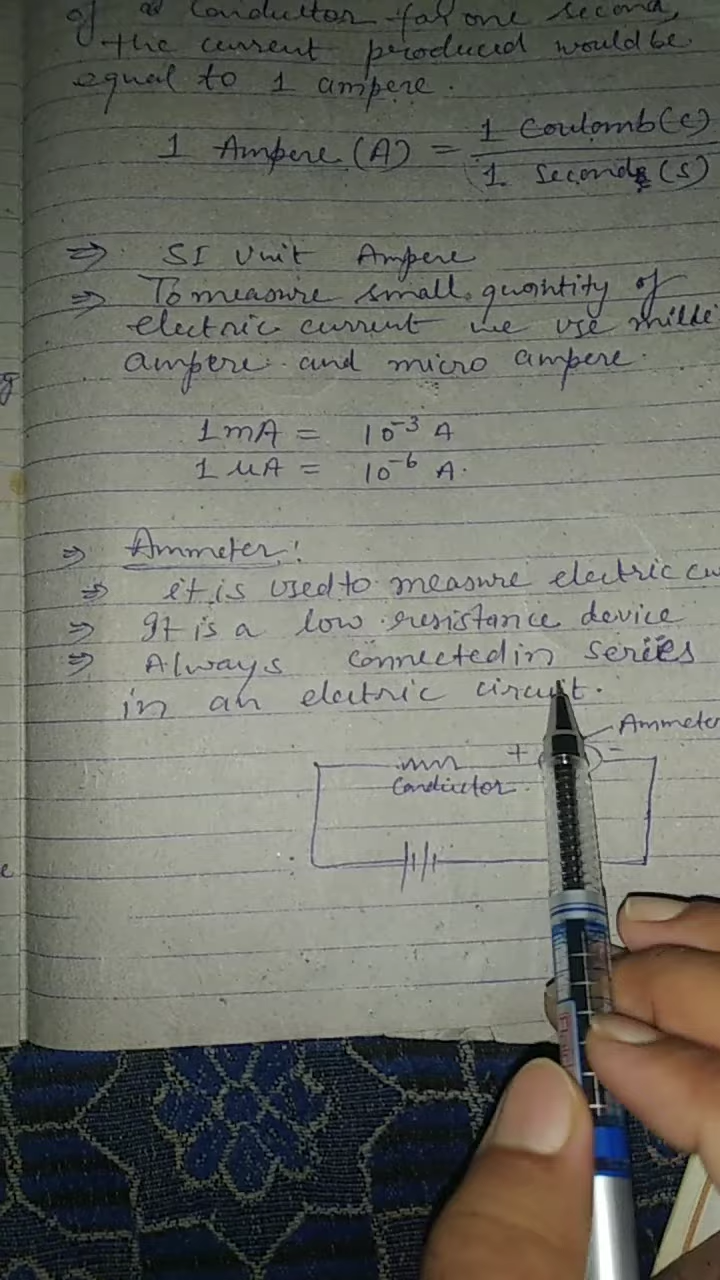 of a conductor for one second,
the current produced would be
equal to 1 ampere.
1 Ampere (A) = 1 Coulomb (C)
1 Second (s)
⇒ SI Unit Ampere
⇒ To measure small quantity of
electric current we use milli
ampere and micro ampere.
1 mA = 10⁻³ A
1 μA = 10⁻⁶ A.
⇒ Ammeter:
⇒ It is used to measure electric cu
⇒ It is a low resistance device
⇒ Always connected in series
in an electric circuit.
Ammeter
+ -
Conductor